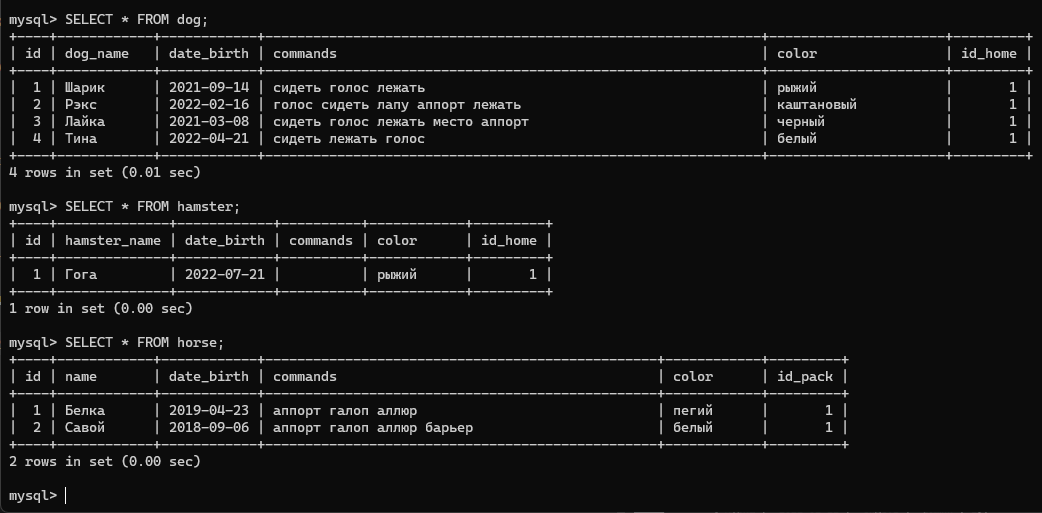 mysql> SELECT * FROM dog;
+----+------------+------------+--------------------------------------------------------------+----------------------+---------+
| id | dog_name   | date_birth | commands                                                     | color                | id_home |
+----+------------+------------+--------------------------------------------------------------+----------------------+---------+
|  1 | Шарик      | 2021-09-14 | сидеть голос лежать                                          | рыжий                |       1 |
|  2 | Рэкс       | 2022-02-16 | голос сидеть лапу аппорт лежать                              | каштановый           |       1 |
|  3 | Лайка      | 2021-03-08 | сидеть голос лежать место аппорт                             | черный               |       1 |
|  4 | Тина       | 2022-04-21 | сидеть лежать голос                                          | белый                |       1 |
+----+------------+------------+--------------------------------------------------------------+----------------------+---------+
4 rows in set (0.01 sec)
mysql> SELECT * FROM hamster;
+----+--------------+------------+----------+------------+---------+
| id | hamster_name | date_birth | commands | color      | id_home |
+----+--------------+------------+----------+------------+---------+
|  1 | Гога         | 2022-07-21 |          | рыжий      |       1 |
+----+--------------+------------+----------+------------+---------+
1 row in set (0.00 sec)
mysql> SELECT * FROM horse;
+----+------------+------------+-------------------------------------------------+------------+---------+
| id | name       | date_birth | commands                                        | color      | id_pack |
+----+------------+------------+-------------------------------------------------+------------+---------+
|  1 | Белка      | 2019-04-23 | аппорт галоп аллюр                              | пегий      |       1 |
|  2 | Савой      | 2018-09-06 | аппорт галоп аллюр барьер                       | белый      |       1 |
+----+------------+------------+-------------------------------------------------+------------+---------+
2 rows in set (0.00 sec)
mysql>